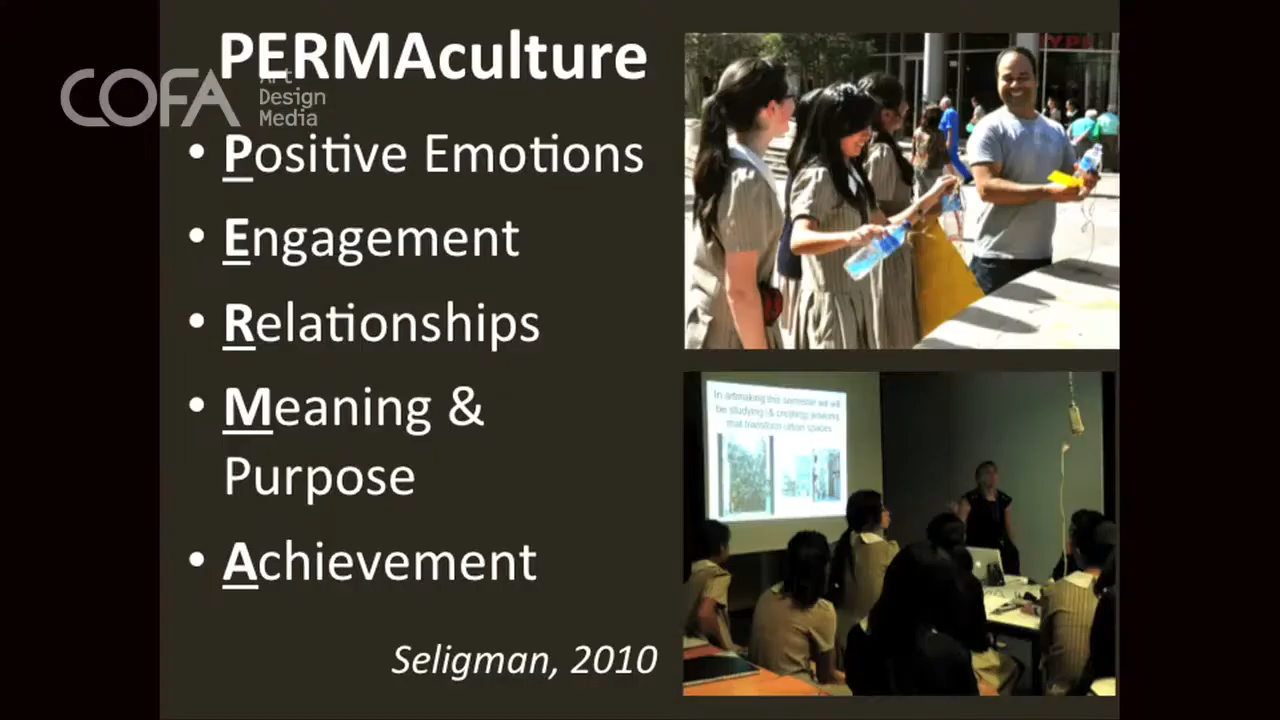 PERMAculture
COFA
Art
Design
Media
• Positive Emotions
• Engagement
• Relationships
• Meaning &
Purpose
• Achievement
Seligman, 2010
In artmaking this semester we will
be studying (& creating) artworks
that transform urban spaces